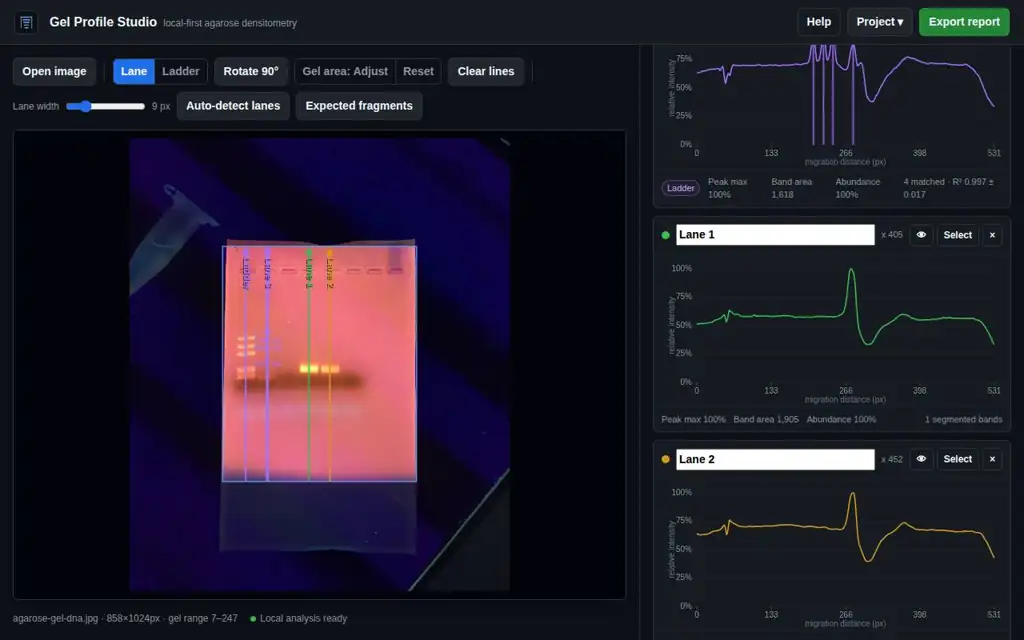 Gel Profile Studio local-first agarose densitometry
Help
Project ▾
Export report
Open image
Lane
Ladder
Rotate 90°
Gel area: Adjust
Reset
Clear lines
Lane width
9 px
Auto-detect lanes
Expected fragments
Ladder
Lane 1
Lane 2
agarose-gel-dna.jpg · 858×1024px · gel range 7–247
Local analysis ready
75%
50%
25%
0%
relative intensity
0 133 266 398 531
migration distance (px)
Ladder
Peak max 100%
Band area 1,618
Abundance 100%
4 matched · R² 0.997 ± 0.017
Lane 1
x 405
Select
×
100%
75%
50%
25%
0%
relative intensity
0 133 266 398 531
migration distance (px)
Peak max 100% Band area 1,905 Abundance 100%
1 segmented bands
Lane 2
x 452
Select
×
100%
75%
50%
25%
0%
relative intensity
0 133 266 398 531
migration distance (px)